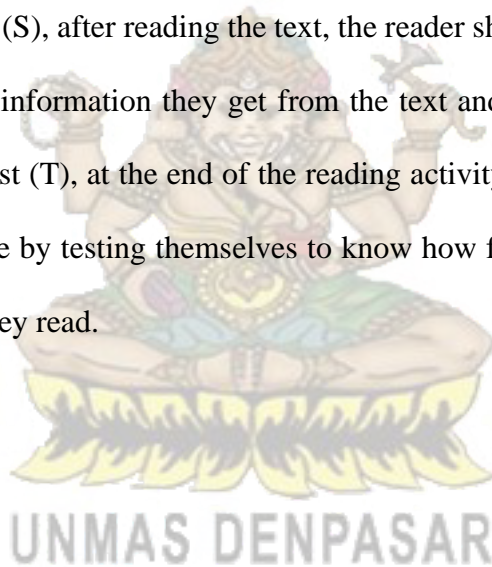 (S), after reading the text, the reader sh
information they get from the text and
st (T), at the end of the reading activity
e by testing themselves to know how f
ey read.
UNMAS DENPASAR